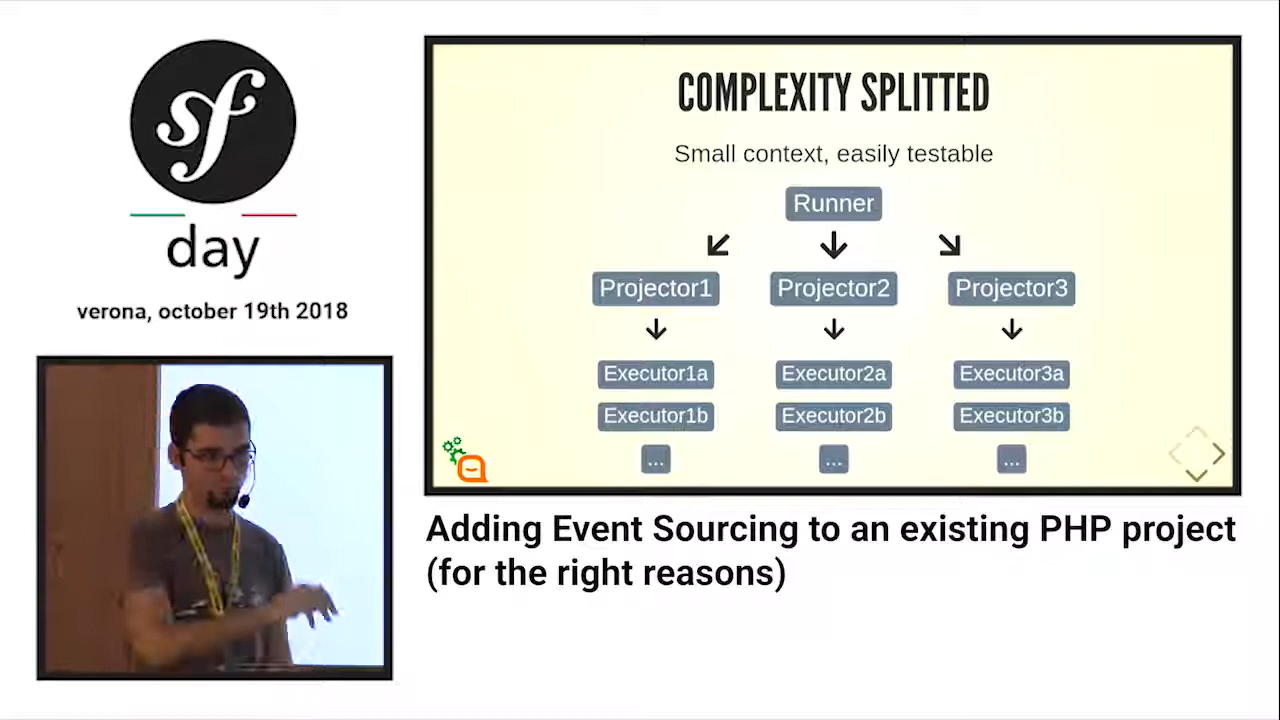 sf
day
verona, october 19th 2018
COMPLEXITY SPLITTED
Small context, easily testable
Runner
Projector1 Projector2 Projector3
Executor1a Executor2a Executor3a
Executor1b Executor2b Executor3b
... ... ...
Adding Event Sourcing to an existing PHP project
(for the right reasons)